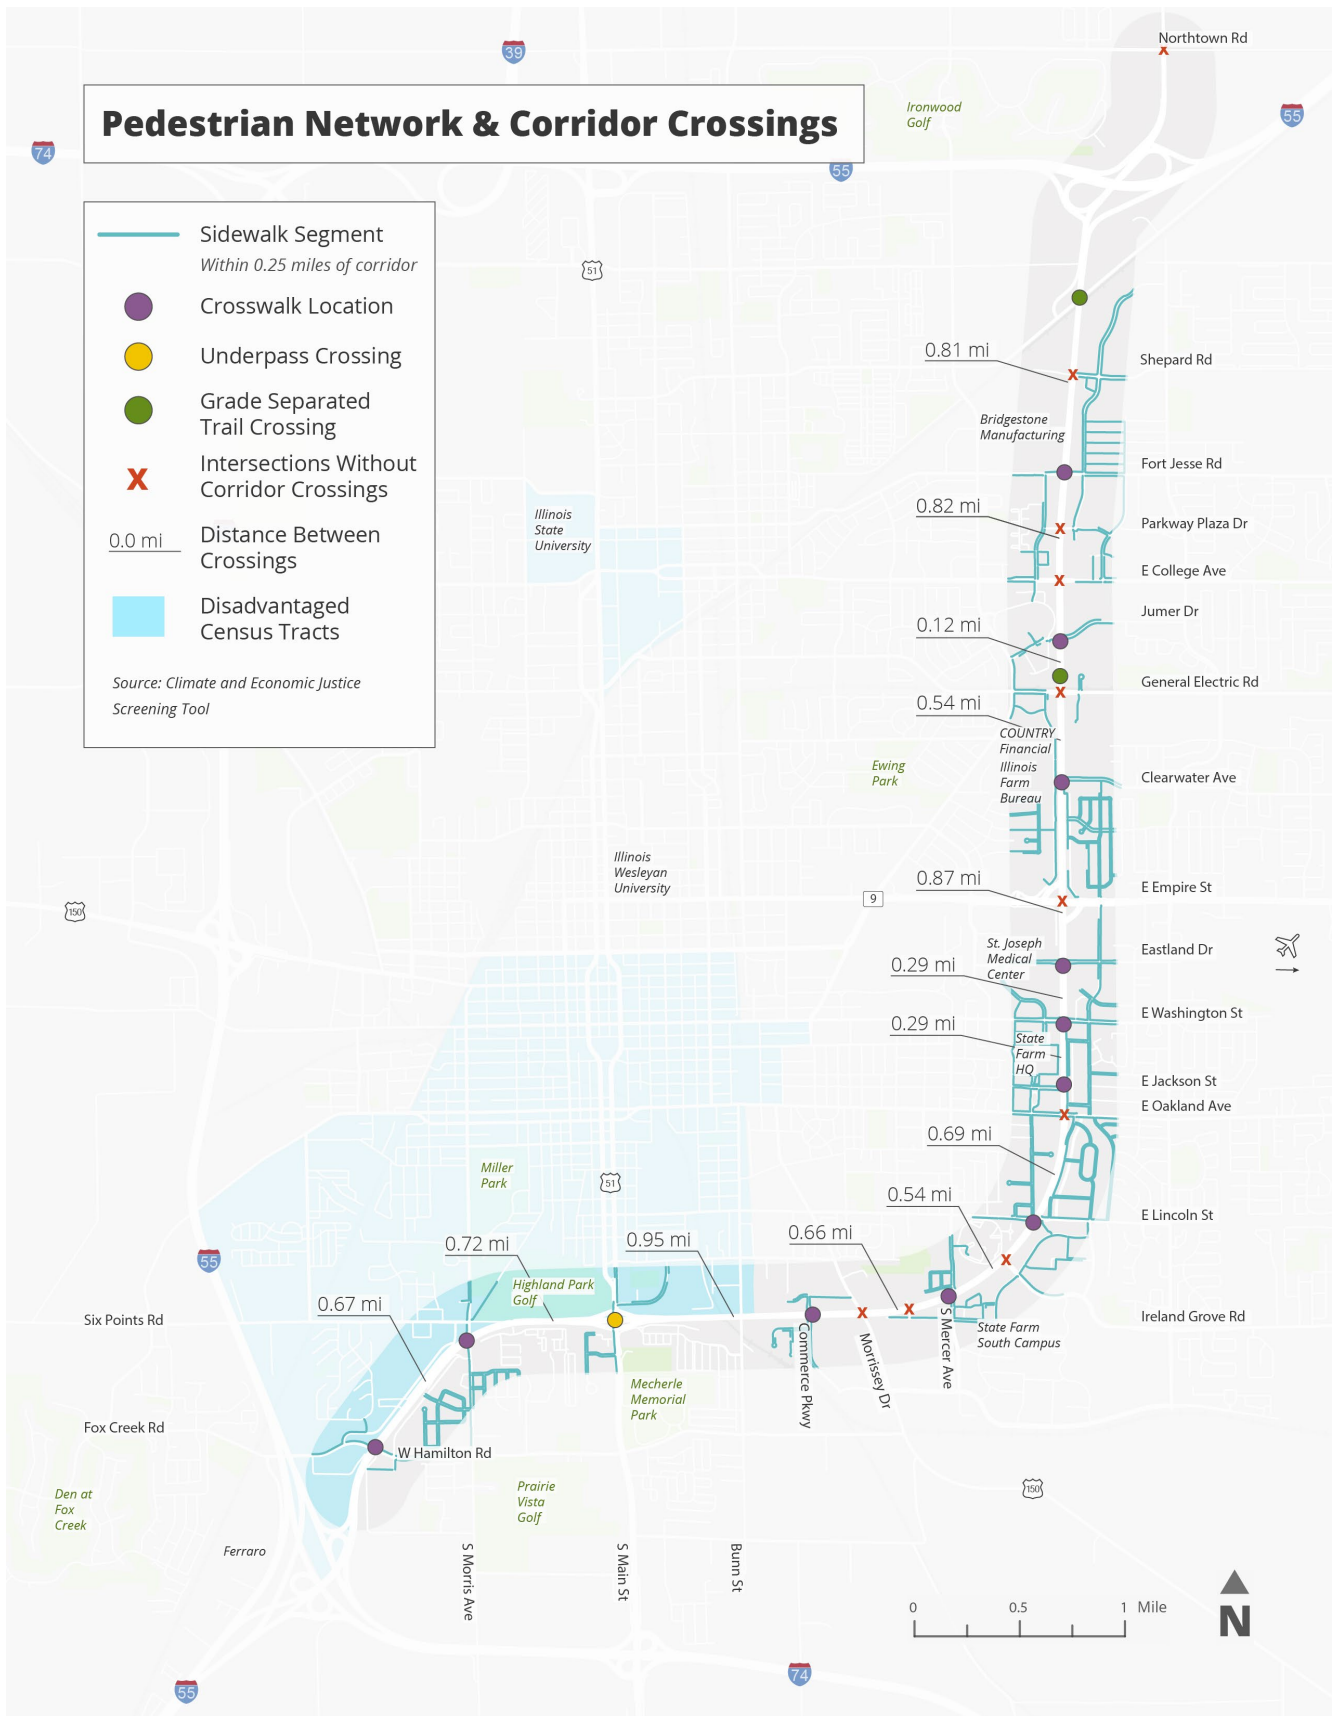 Northtown Rd
39
55
Pedestrian Network & Corridor Crossings
Ironwood
Golf
74
55
Sidewalk Segment
Within 0.25 miles of corridor
Crosswalk Location
Underpass Crossing
Grade Separated
Trail Crossing
X
Intersections Without
Corridor Crossings
0.0 mi
Distance Between
Crossings
Disadvantaged
Census Tracts
Source: Climate and Economic Justice
Screening Tool
51
0.81 mi
Shepard Rd
Bridgestone
Manufacturing
Fort Jesse Rd
0.82 mi
Parkway Plaza Dr
Illinois
State
University
E College Ave
Jumer Dr
0.12 mi
General Electric Rd
0.54 mi
COUNTRY
Financial
Illinois
Farm
Bureau
Ewing
Park
Clearwater Ave
Illinois
Wesleyan
University
0.87 mi
E Empire St
9
150
St. Joseph
Medical
Center
Eastland Dr
0.29 mi
E Washington St
0.29 mi
State
Farm
HQ
E Jackson St
E Oakland Ave
0.69 mi
Miller
Park
51
0.54 mi
E Lincoln St
0.66 mi
0.95 mi
0.72 mi
55
Highland Park
Golf
0.67 mi
Six Points Rd
Ireland Grove Rd
State Farm
South Campus
S Mercer Ave
Morrissey Dr
Commerce Pkwy
Mecherle
Memorial
Park
Fox Creek Rd
W Hamilton Rd
Den at
Fox
Creek
Prairie
Vista
Golf
150
Ferraro
S Morris Ave
S Main St
Bunn St
0
0.5
1 Mile
N
74
55